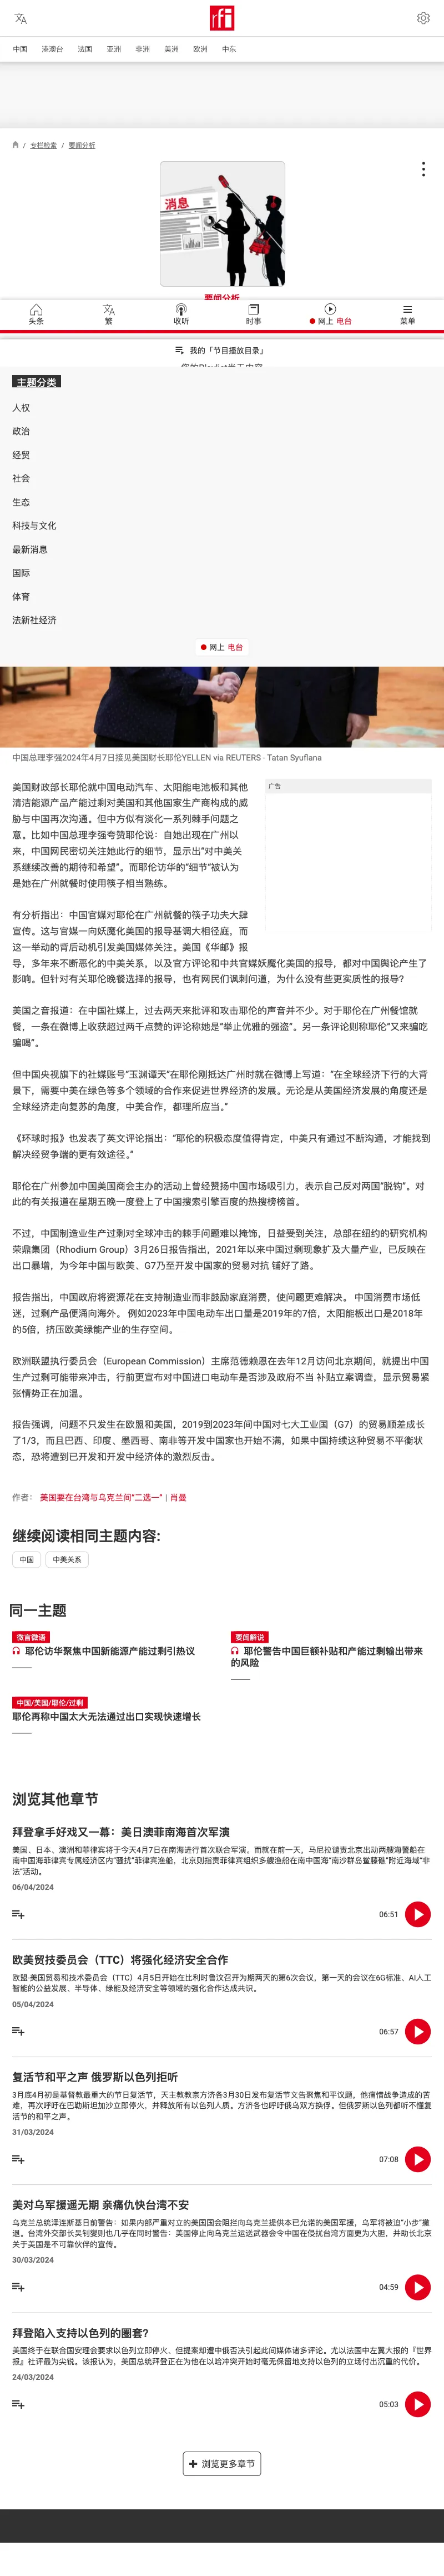 rfi
中国 港澳台 法国 亚洲 非洲 美洲 欧洲 中东
/ 专栏检索 / 要闻分析
消息
要闻分析
头条 繁 收听 时事 网上 电台 菜单
我的「节目播放目录」
主题分类
人权
政治
经贸
社会
生态
科技与文化
最新消息
国际
体育
法新社经济
网上 电台
中国总理李强2024年4月7日接见美国财长耶伦YELLEN via REUTERS - Tatan Syuflana
广告
美国财政部长耶伦就中国电动汽车、太阳能电池板和其他
清洁能源产品产能过剩对美国和其他国家生产商构成的威
胁与中国再次沟通。但中方似有淡化一系列棘手问题之
意。比如中国总理李强夸赞耶伦说：自她出现在广州以
来，中国网民密切关注她此行的细节，显示出“对中美关
系继续改善的期待和希望”。而耶伦访华的“细节”被认为
是她在广州就餐时使用筷子相当熟练。
有分析指出：中国官媒对耶伦在广州就餐的筷子功夫大肆
宣传。这与官媒一向妖魔化美国的报导基调大相径庭，而
这一举动的背后动机引发美国媒体关注。美国《华邮》报
导，多年来不断恶化的中美关系，以及官方评论和中共官媒妖魔化美国的报导，都对中国舆论产生了
影响。但针对有关耶伦晚餐选择的报导，也有网民们讽刺问道，为什么没有些更实质性的报导？
美国之音报道：在中国社媒上，过去两天来批评和攻击耶伦的声音并不少。对于耶伦在广州餐馆就
餐，一条在微博上收获超过两千点赞的评论称她是“举止优雅的强盗”。另一条评论则称耶伦“又来骗吃
骗喝”。
但中国央视旗下的社媒账号“玉渊谭天”在耶伦刚抵达广州时就在微博上写道：“在全球经济下行的大背
景下，需要中美在绿色等多个领域的合作来促进世界经济的发展。无论是从美国经济发展的角度还是
全球经济走向复苏的角度，中美合作，都理所应当。”
《环球时报》也发表了英文评论指出：“耶伦的积极态度值得肯定，中美只有通过不断沟通，才能找到
解决经贸争端的更有效途径。”
耶伦在广州参加中国美国商会主办的活动上曾经赞扬中国市场吸引力，表示自己反对两国“脱钩”。对
此的有关报道在星期五晚一度登上了中国搜索引擎百度的热搜榜榜首。
不过，中国制造业生产过剩对全球冲击的棘手问题难以掩饰，日益受到关注，总部在纽约的研究机构
荣鼎集团（Rhodium Group）3月26日报告指出，2021年以来中国过剩现象扩及大量产业，已反映在
出口暴增，为今年中国与欧美、G7乃至开发中国家的贸易对抗 铺好了路。
报告指出，中国政府将资源花在支持制造业而非鼓励家庭消费，使问题更难解决。 中国消费市场低
迷，过剩产品便涌向海外。 例如2023年中国电动车出口量是2019年的7倍，太阳能板出口是2018年
的5倍，挤压欧美绿能产业的生存空间。
欧洲联盟执行委员会（European Commission）主席范德赖恩在去年12月访问北京期间，就提出中国
生产过剩可能带来冲击，行前更宣布对中国进口电动车是否涉及政府不当 补贴立案调查，显示贸易紧
张情势正在加温。
报告强调，问题不只发生在欧盟和美国，2019到2023年间中国对七大工业国（G7）的贸易顺差成长
了1/3，而且巴西、印度、墨西哥、南非等开发中国家也开始不满，如果中国持续这种贸易不平衡状
态，恐将遭到已开发和开发中经济体的激烈反击。
作者： 美国要在台湾与乌克兰间“二选一” | 肖曼
继续阅读相同主题内容:
中国 中美关系
同一主题
微言微语
耶伦访华聚焦中国新能源产能过剩引热议
要闻解说
耶伦警告中国巨额补贴和产能过剩输出带来
的风险
中国/美国/耶伦/过剩
耶伦再称中国太大无法通过出口实现快速增长
浏览其他章节
拜登拿手好戏又一幕：美日澳菲南海首次军演
美国、日本、澳洲和菲律宾将于今天4月7日在南海进行首次联合军演。而就在前一天，马尼拉谴责北京出动两艘海警船在
南中国海菲律宾专属经济区内“骚扰”菲律宾渔船，北京则指责菲律宾组织多艘渔船在南中国海“南沙群岛鲎藤礁”附近海域“非
法”活动。
06/04/2024
06:51
欧美贸技委员会（TTC）将强化经济安全合作
欧盟-美国贸易和技术委员会（TTC）4月5日开始在比利时鲁汶召开为期两天的第6次会议，第一天的会议在6G标准、AI人工
智能的公益发展、半导体、绿能及经济安全等领域的强化合作达成共识。
05/04/2024
06:57
复活节和平之声 俄罗斯以色列拒听
3月底4月初是基督教最重大的节日复活节，天主教教宗方济各3月30日发布复活节文告聚焦和平议题，他痛惜战争造成的苦
难，再次呼吁在巴勒斯坦加沙立即停火，并释放所有以色列人质。方济各也呼吁俄乌双方换俘。但俄罗斯以色列都听不懂复
活节的和平之声。
31/03/2024
07:08
美对乌军援遥无期 亲痛仇快台湾不安
乌克兰总统泽连斯基日前警告：如果内部严重对立的美国国会阻拦向乌克兰提供本已允诺的美国军援，乌军将被迫“小步”撤
退。台湾外交部长吴钊燮则也几乎在同时警告：美国停止向乌克兰运送武器会令中国在侵扰台湾方面更为大胆，并助长北京
关于美国是不可靠伙伴的宣传。
30/03/2024
04:59
拜登陷入支持以色列的圈套?
美国终于在联合国安理会要求以色列立即停火、但提案却遭中俄否决引起此间媒体诸多评论。尤以法国中左翼大报的『世界
报』社评最为尖锐。该报认为，美国总统拜登正在为他在以哈冲突开始时毫无保留地支持以色列的立场付出沉重的代价。
24/03/2024
05:03
浏览更多章节